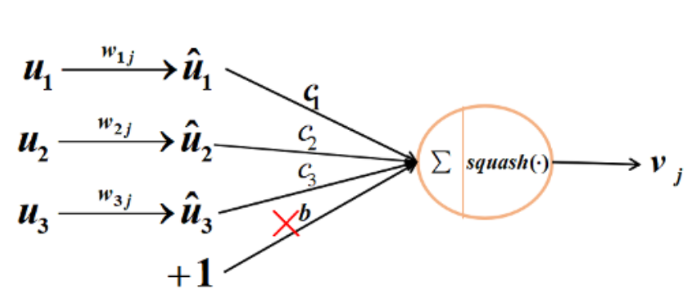 u₁ w₁ⱼ û₁ c₁
u₂ w₂ⱼ û₂ c₂ ∑ squash(·) vⱼ
u₃ w₃ⱼ û₃ c₃
b
+1